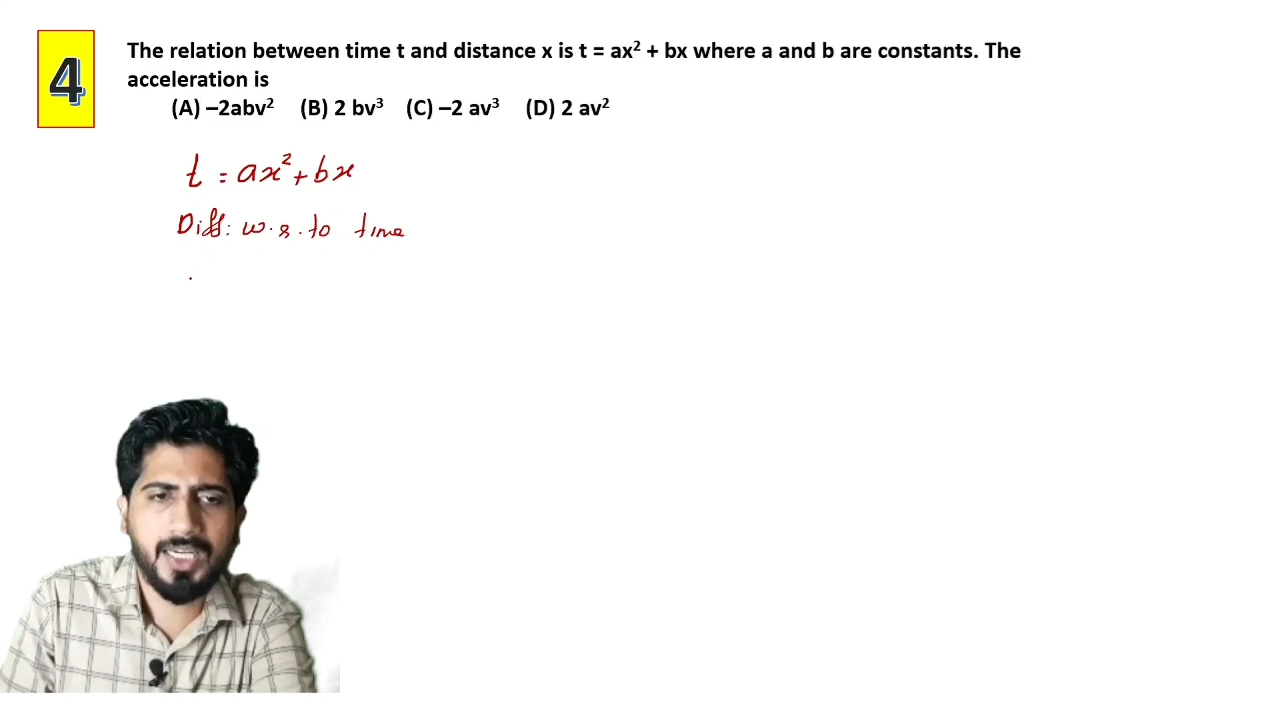 4
The relation between time t and distance x is t = ax² + bx where a and b are constants. The
acceleration is
(A) –2abv² (B) 2 bv³ (C) –2 av³ (D) 2 av²
t = ax² + bx
Diff: w.r.to time